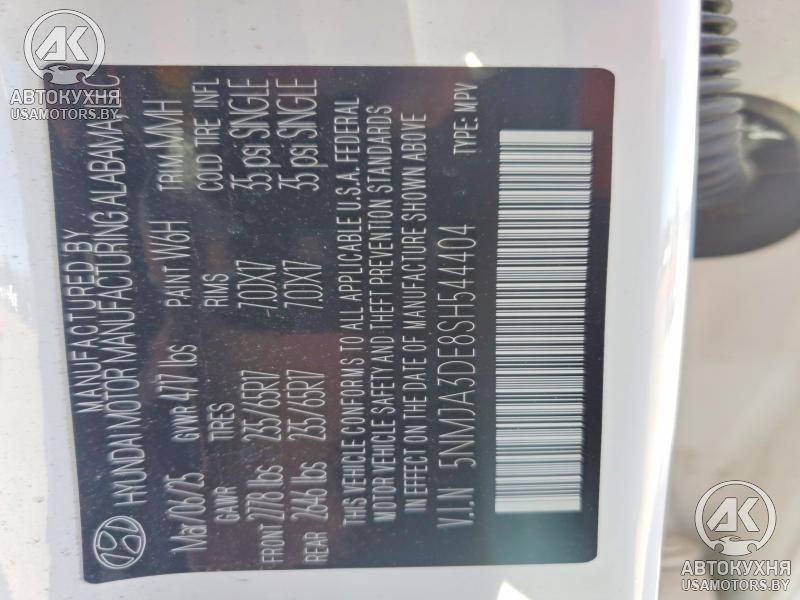 MANUFACTURED BY
HYUNDAI MOTOR MANUFACTURING ALABAMA, LLC
Mar/06/25 GVWR 4717 lbs PAINT W6H TRIM MMH
GAWR TIRES RIMS COLD TIRE INFL
FRONT 2778 lbs 235/65R17 7.0JX17 35 psi SINGLE
REAR 2646 lbs 235/65R17 7.0JX17 35 psi SINGLE
THIS VEHICLE CONFORMS TO ALL APPLICABLE U.S.A. FEDERAL
MOTOR VEHICLE SAFETY AND THEFT PREVENTION STANDARDS
IN EFFECT ON THE DATE OF MANUFACTURE SHOWN ABOVE
V.I.N 5NMJA3DE8SH544404 TYPE: MPV
АК
АВТОКУХНЯ
USAMOTORS.BY
АК
АВТОКУХНЯ
USAMOTORS.BY